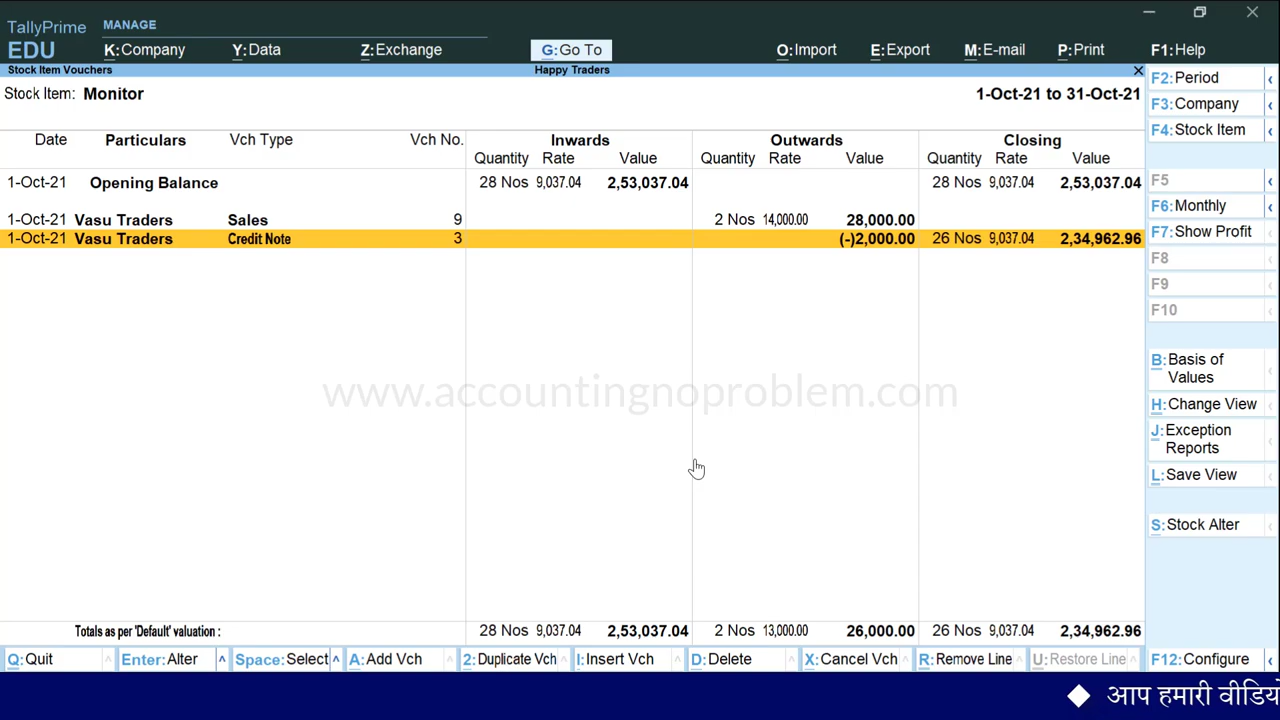 TallyPrime MANAGE
EDU K:Company Y:Data Z:Exchange G:Go To O:Import E:Export M:E-mail P:Print F1:Help
Stock Item Vouchers Happy Traders
Stock Item: Monitor 1-Oct-21 to 31-Oct-21
Date Particulars Vch Type Vch No. Inwards Outwards Closing
Quantity Rate Value Quantity Rate Value Quantity Rate Value
1-Oct-21 Opening Balance 28 Nos 9,037.04 2,53,037.04 28 Nos 9,037.04 2,53,037.04
1-Oct-21 Vasu Traders Sales 9 2 Nos 14,000.00 28,000.00
1-Oct-21 Vasu Traders Credit Note 3 (-)2,000.00 26 Nos 9,037.04 2,34,962.96
www.accountingnoproblem.com
Totals as per 'Default' valuation : 28 Nos 9,037.04 2,53,037.04 2 Nos 13,000.00 26,000.00 26 Nos 9,037.04 2,34,962.96
F2:Period
F3:Company
F4:Stock Item
F5
F6:Monthly
F7:Show Profit
F8
F9
F10
B:Basis of
Values
H:Change View
J:Exception
Reports
L:Save View
S:Stock Alter
Q:Quit Enter:Alter Space:Select A:Add Vch 2:Duplicate Vch I:Insert Vch D:Delete X:Cancel Vch R:Remove Line U:Restore Line F12:Configure
आप हमारी वीडियो